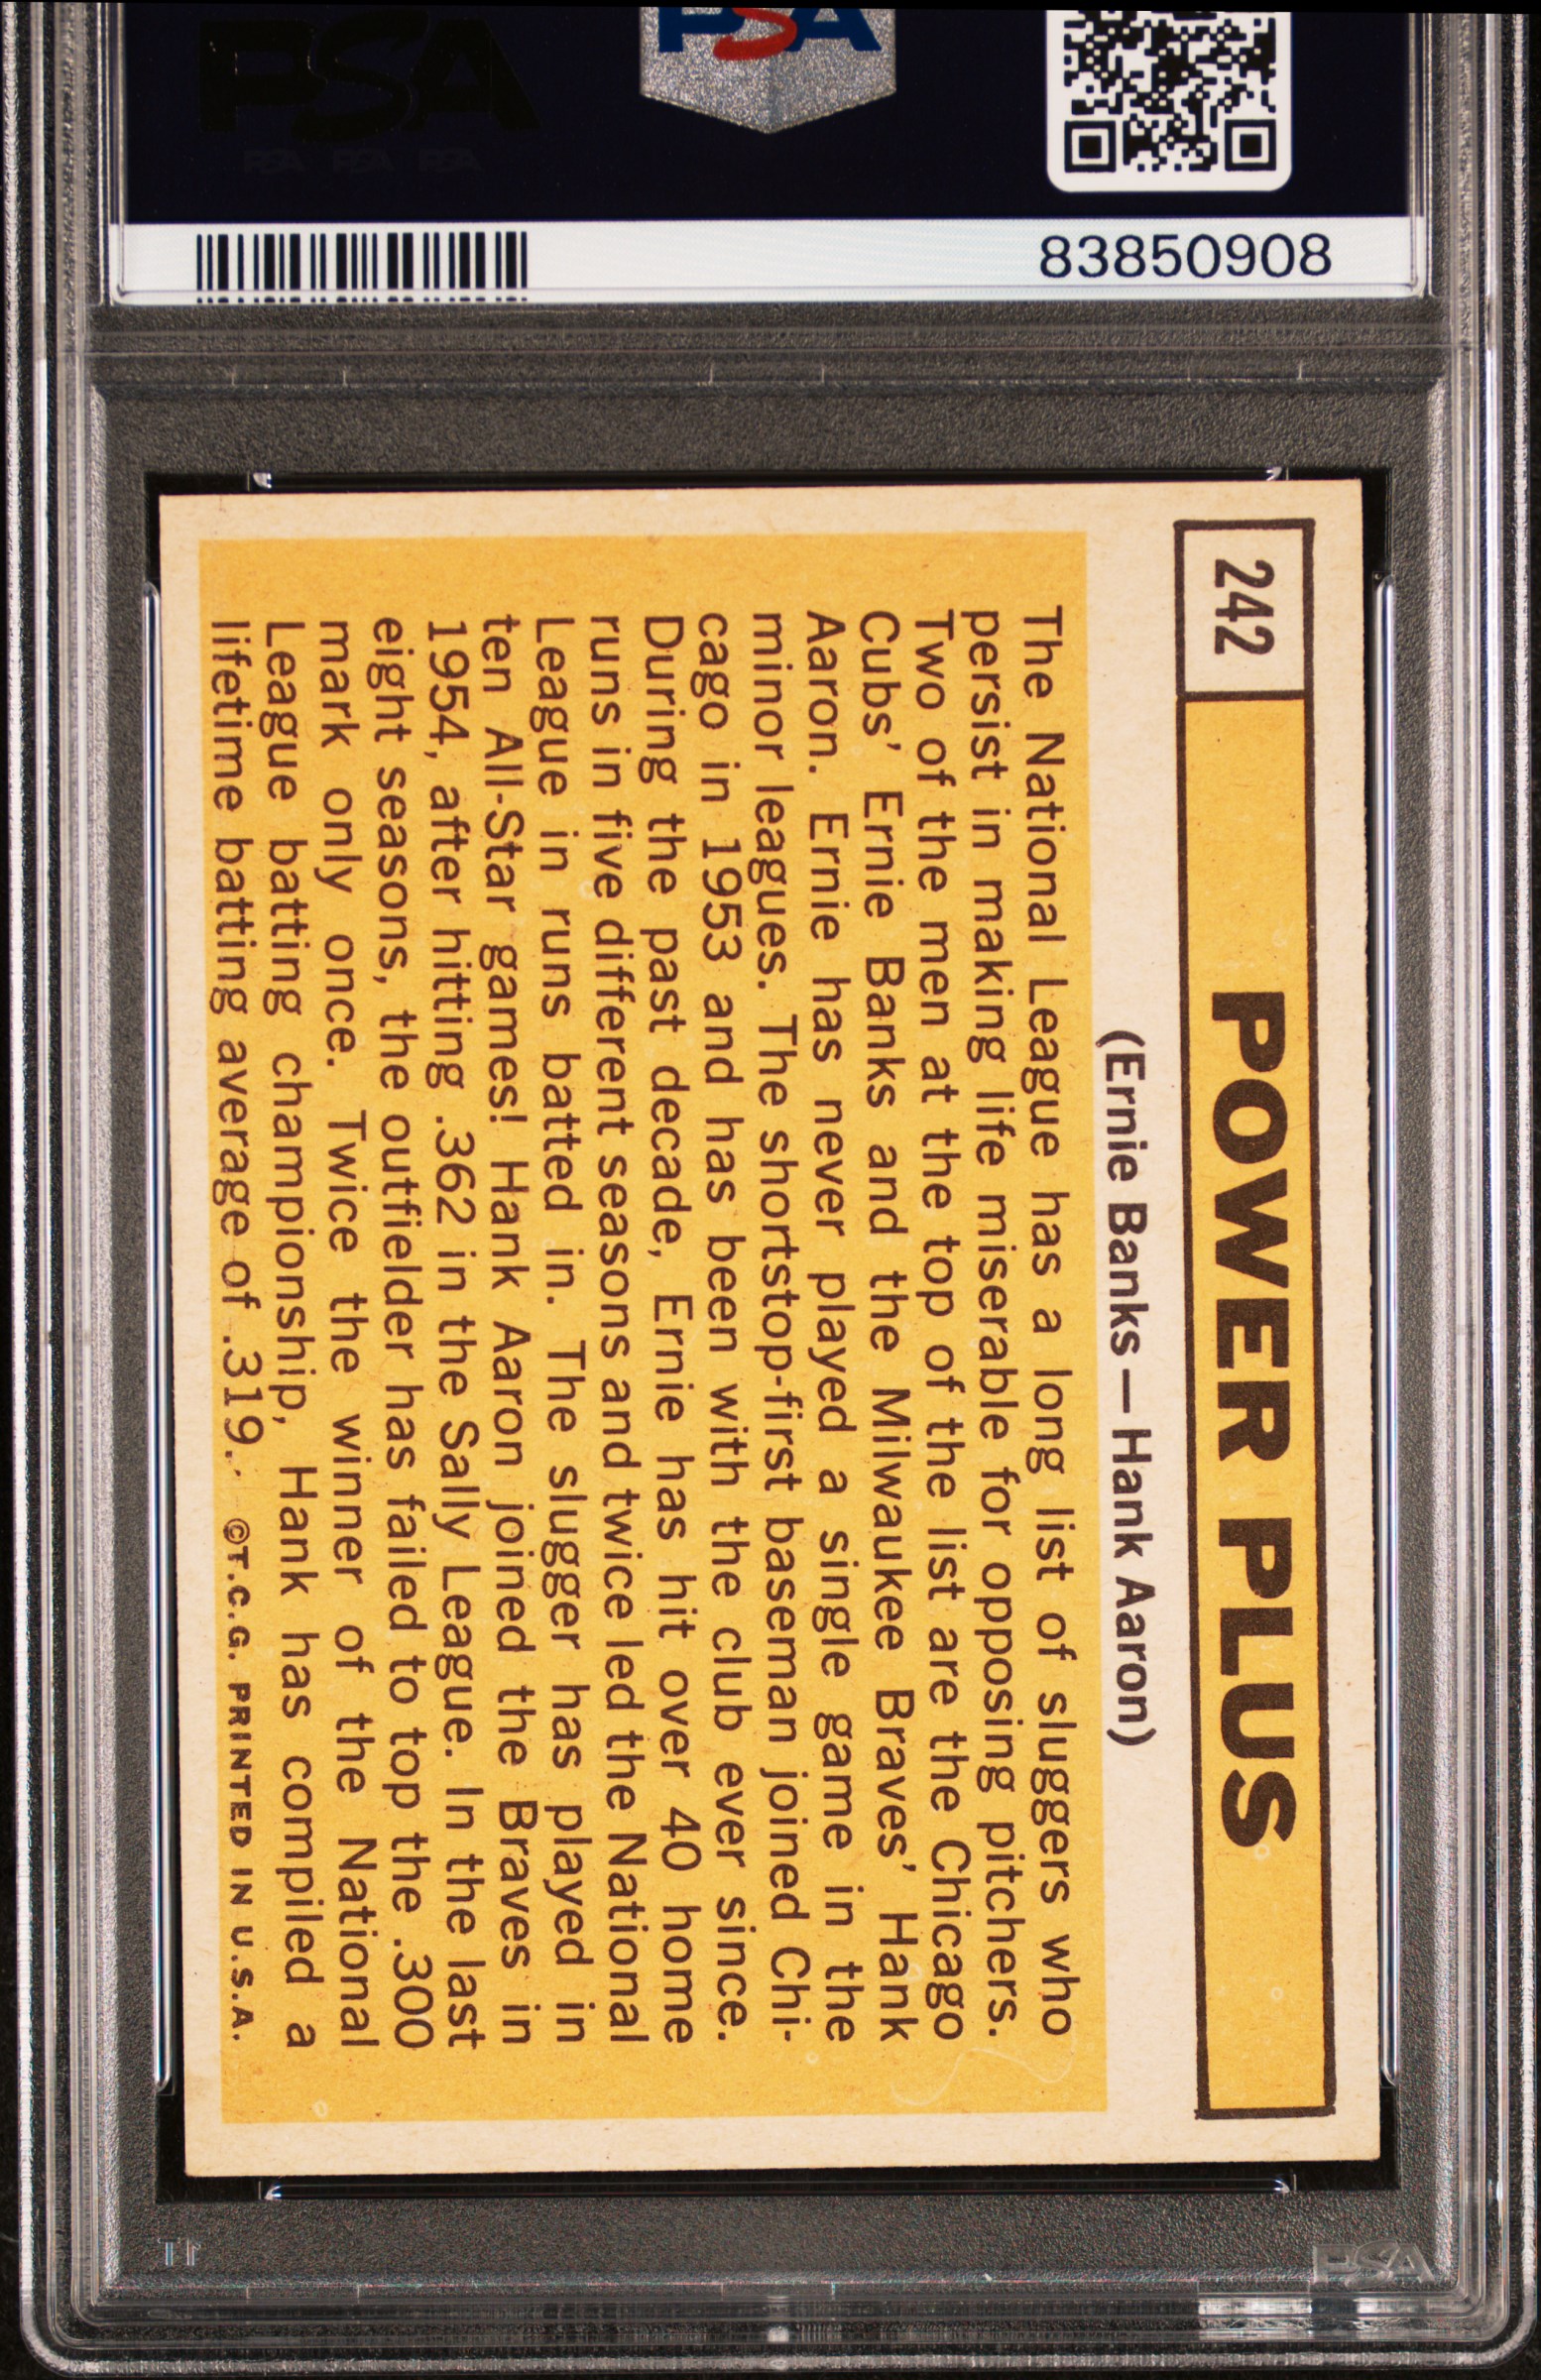 PSA
PSA
PSA PSA PSA
83850908
242
POWER PLUS
(Ernie Banks — Hank Aaron)
The National League has a long list of sluggers who
persist in making life miserable for opposing pitchers.
Two of the men at the top of the list are the Chicago
Cubs' Ernie Banks and the Milwaukee Braves' Hank
Aaron. Ernie has never played a single game in the
minor leagues. The shortstop-first baseman joined Chi-
cago in 1953 and has been with the club ever since.
During the past decade, Ernie has hit over 40 home
runs in five different seasons and twice led the National
League in runs batted in. The slugger has played in
ten All-Star games! Hank Aaron joined the Braves in
1954, after hitting .362 in the Sally League. In the last
eight seasons, the outfielder has failed to top the .300
mark only once. Twice the winner of the National
League batting championship, Hank has compiled a
lifetime batting average of .319.
©T.C.G. PRINTED IN U.S.A.
PSA